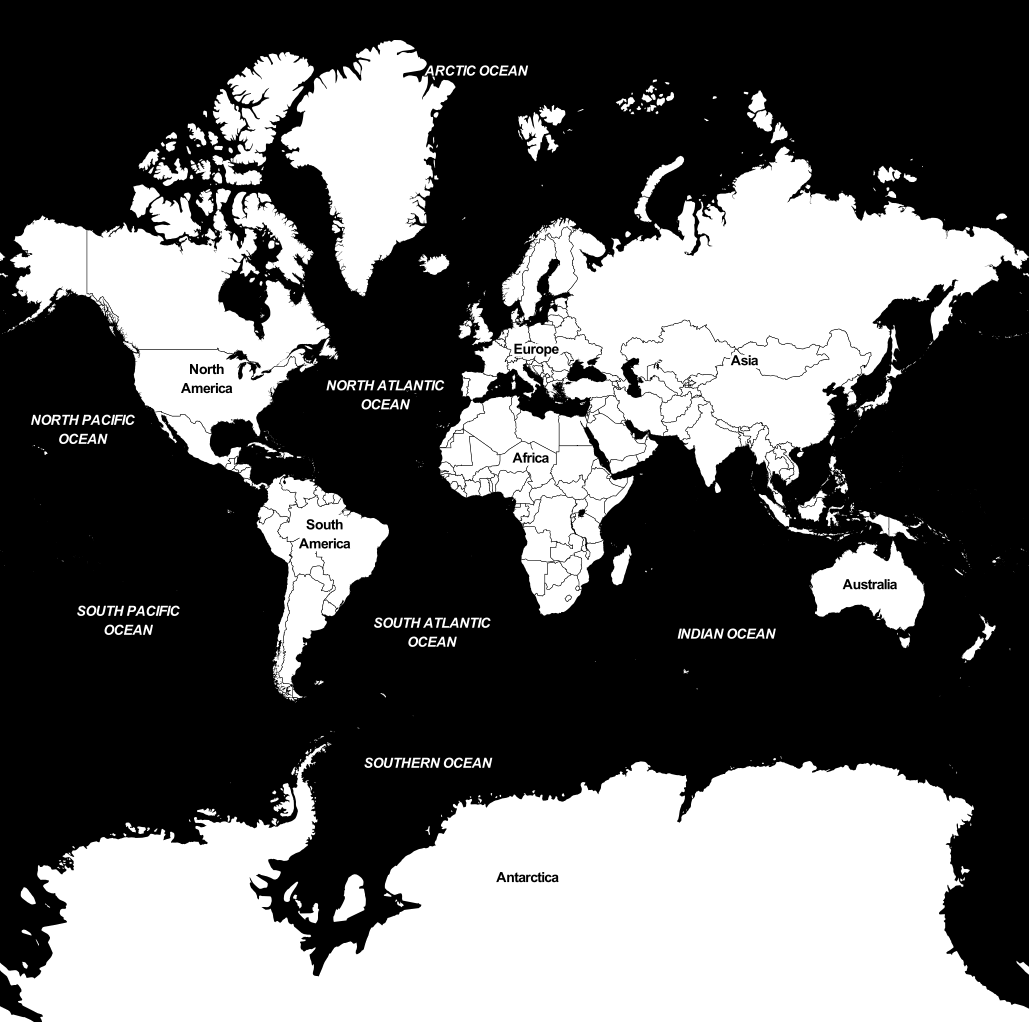 ARCTIC OCEAN
Europe
Asia
North
America
NORTH ATLANTIC
OCEAN
NORTH PACIFIC
OCEAN
Africa
South
America
Australia
SOUTH PACIFIC
OCEAN
SOUTH ATLANTIC
OCEAN
INDIAN OCEAN
SOUTHERN OCEAN
Antarctica